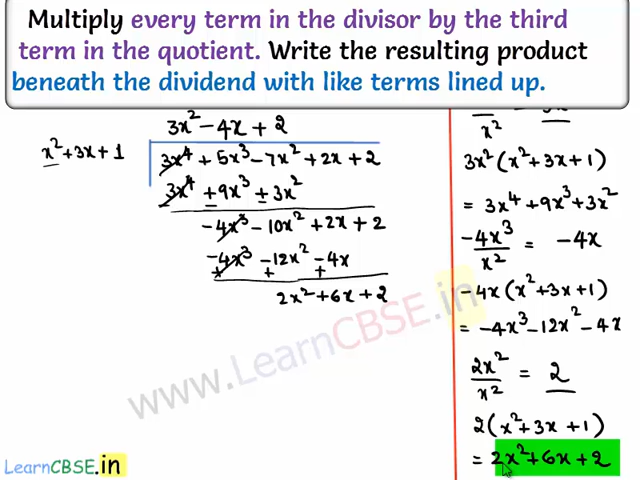 Multiply every term in the divisor by the third
term in the quotient. Write the resulting product
beneath the dividend with like terms lined up.
3x² - 4x + 2
x² + 3x + 1
3x⁴ + 5x³ - 7x² + 2x + 2
3x⁴ + 9x³ + 3x²
- -4x³ - 10x² + 2x + 2
-4x³ - 12x² - 4x
+ + +
2x² + 6x + 2
x²
3x² (x² + 3x + 1)
= 3x⁴ + 9x³ + 3x²
-4x³
/x² = -4x
-4x (x² + 3x + 1)
= -4x³ - 12x² - 4x
2x²
/x² = 2
2(x² + 3x + 1)
= 2x² + 6x + 2
www.LearnCBSE.in
LearnCBSE.in